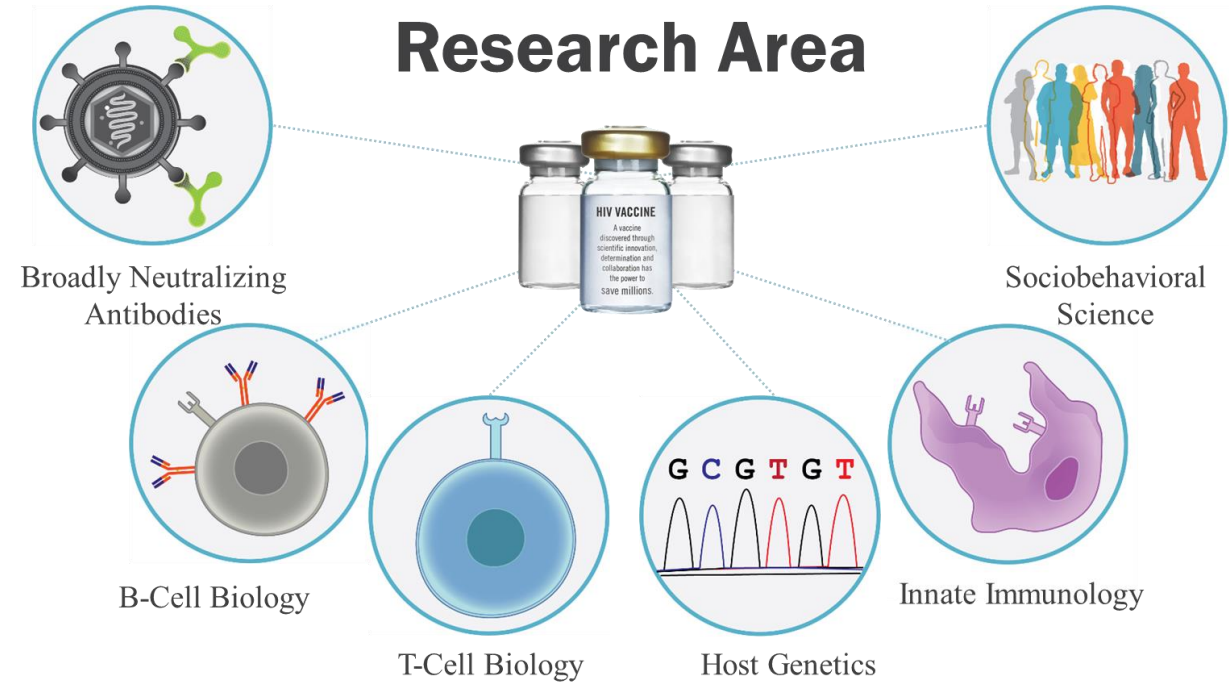 Research Area
HIV VACCINE
A vaccine
discovered through
scientific innovation,
determination and
collaboration has
the power to
save millions.
Broadly Neutralizing
Antibodies
Sociobehavioral
Science
B-Cell Biology
T-Cell Biology
G C G T G T
Host Genetics
Innate Immunology